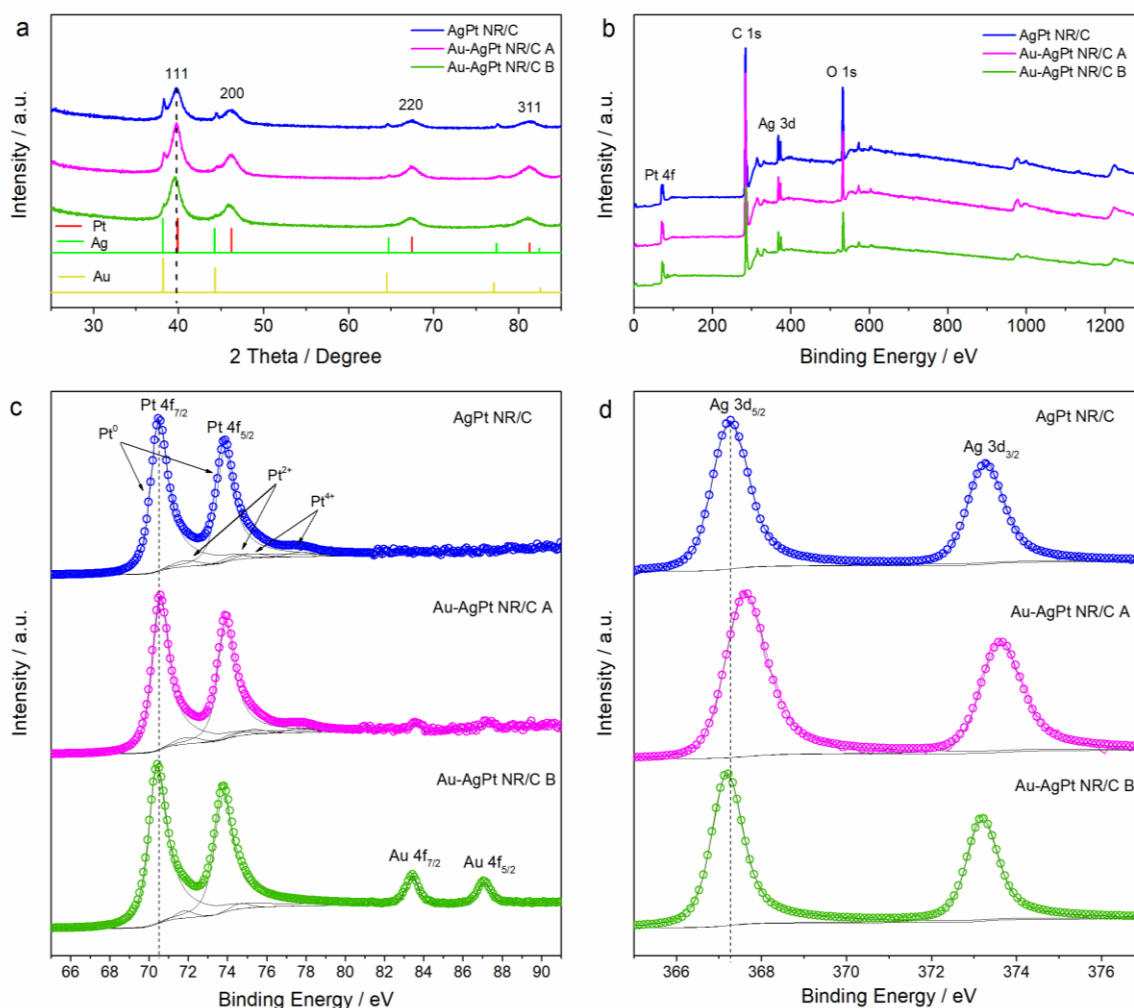 a
AgPt NR/C
Au-AgPt NR/C A
Au-AgPt NR/C B
111
200
220
311
Pt
Ag
Au
Intensity / a.u.
30 40 50 60 70 80
2 Theta / Degree
b
AgPt NR/C
Au-AgPt NR/C A
Au-AgPt NR/C B
C 1s
O 1s
Ag 3d
Pt 4f
Intensity / a.u.
0 200 400 600 800 1000 1200
Binding Energy / eV
c
AgPt NR/C
Pt 4f7/2
Pt 4f5/2
Pt0
Pt2+
Pt4+
Au-AgPt NR/C A
Au-AgPt NR/C B
Au 4f7/2
Au 4f5/2
Intensity / a.u.
66 70 72 74 76 78 80 82 84 86 88 90
Binding Energy / eV
d
AgPt NR/C
Ag 3d5/2
Ag 3d3/2
Au-AgPt NR/C A
Au-AgPt NR/C B
Intensity / a.u.
366 368 370 372 374 376
Binding Energy / eV